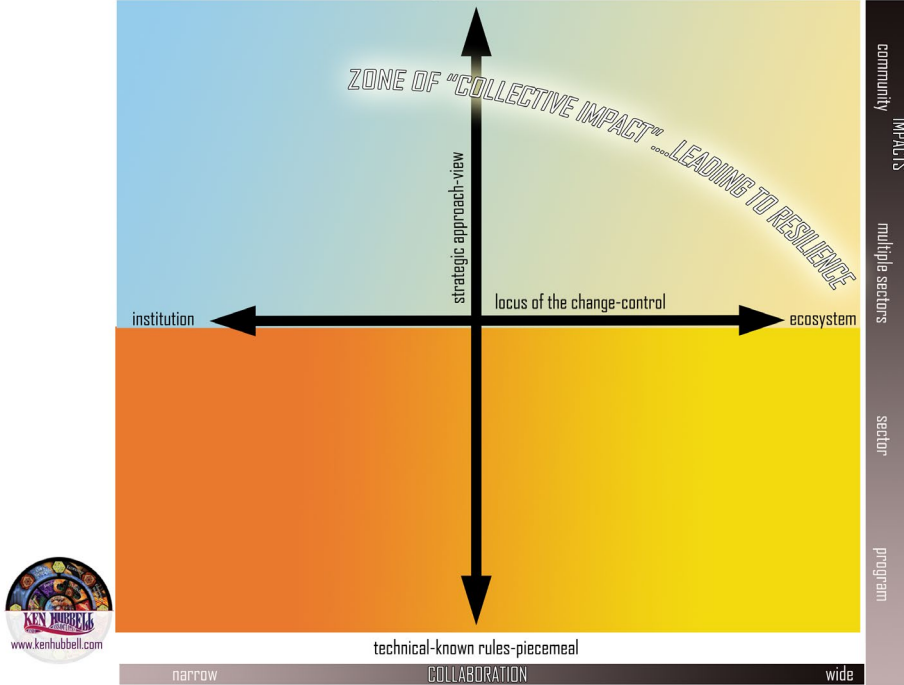 ZONE OF "COLLECTIVE IMPACT"....LEADIING TO RESILIENCE
strategic approach-view
locus of the change-control
institution
ecosystem
technical-known rules-piecemeal
narrow
COLLABORATION
wide
community
IMPACTS
multiple sectors
sector
program
KEN HUBBELL
www.kenhubbell.com